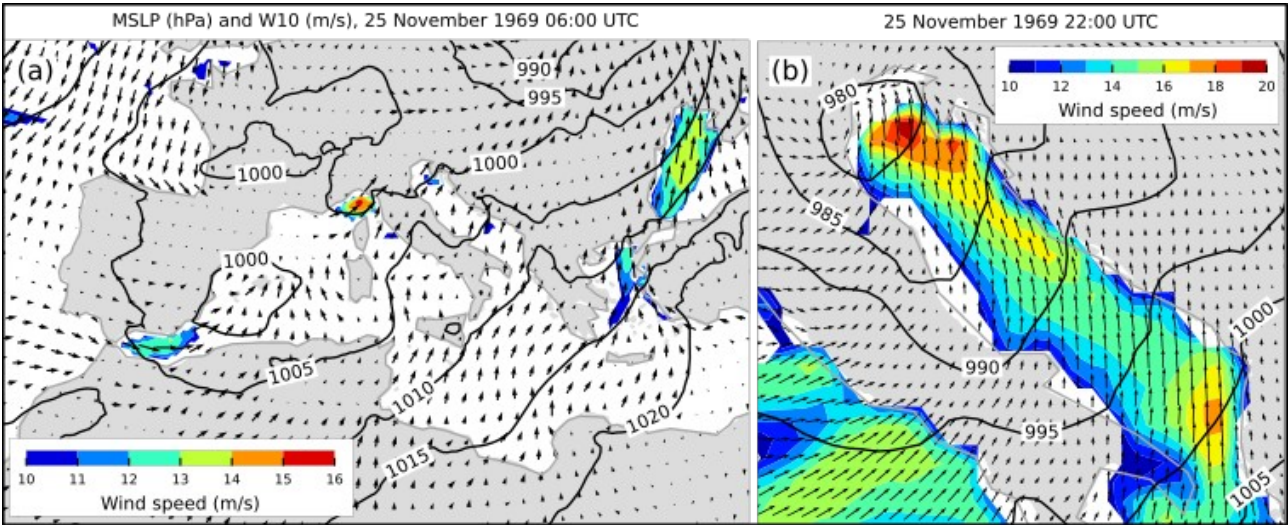 MSLP (hPa) and W10 (m/s), 25 November 1969 06:00 UTC
(a)
990
995
1000
1000
1000
1005
1010
1015
1020
10 11 12 13 14 15 16
Wind speed (m/s)
25 November 1969 22:00 UTC
(b)
10 12 14 16 18 20
Wind speed (m/s)
980
985
990
995
1000
1005